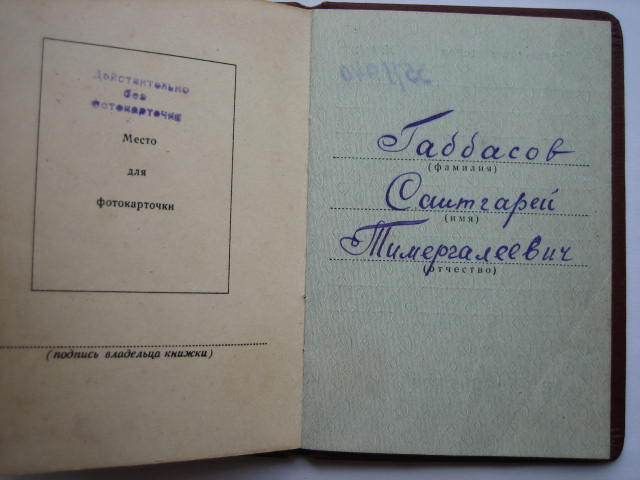 Действительно
без
фотокарточки
Место
для
фотокарточки
(подпись владельца книжки)
Габбасов
(фамилия)
Саитгарей
(имя)
Тимергалеевич
(отчество)